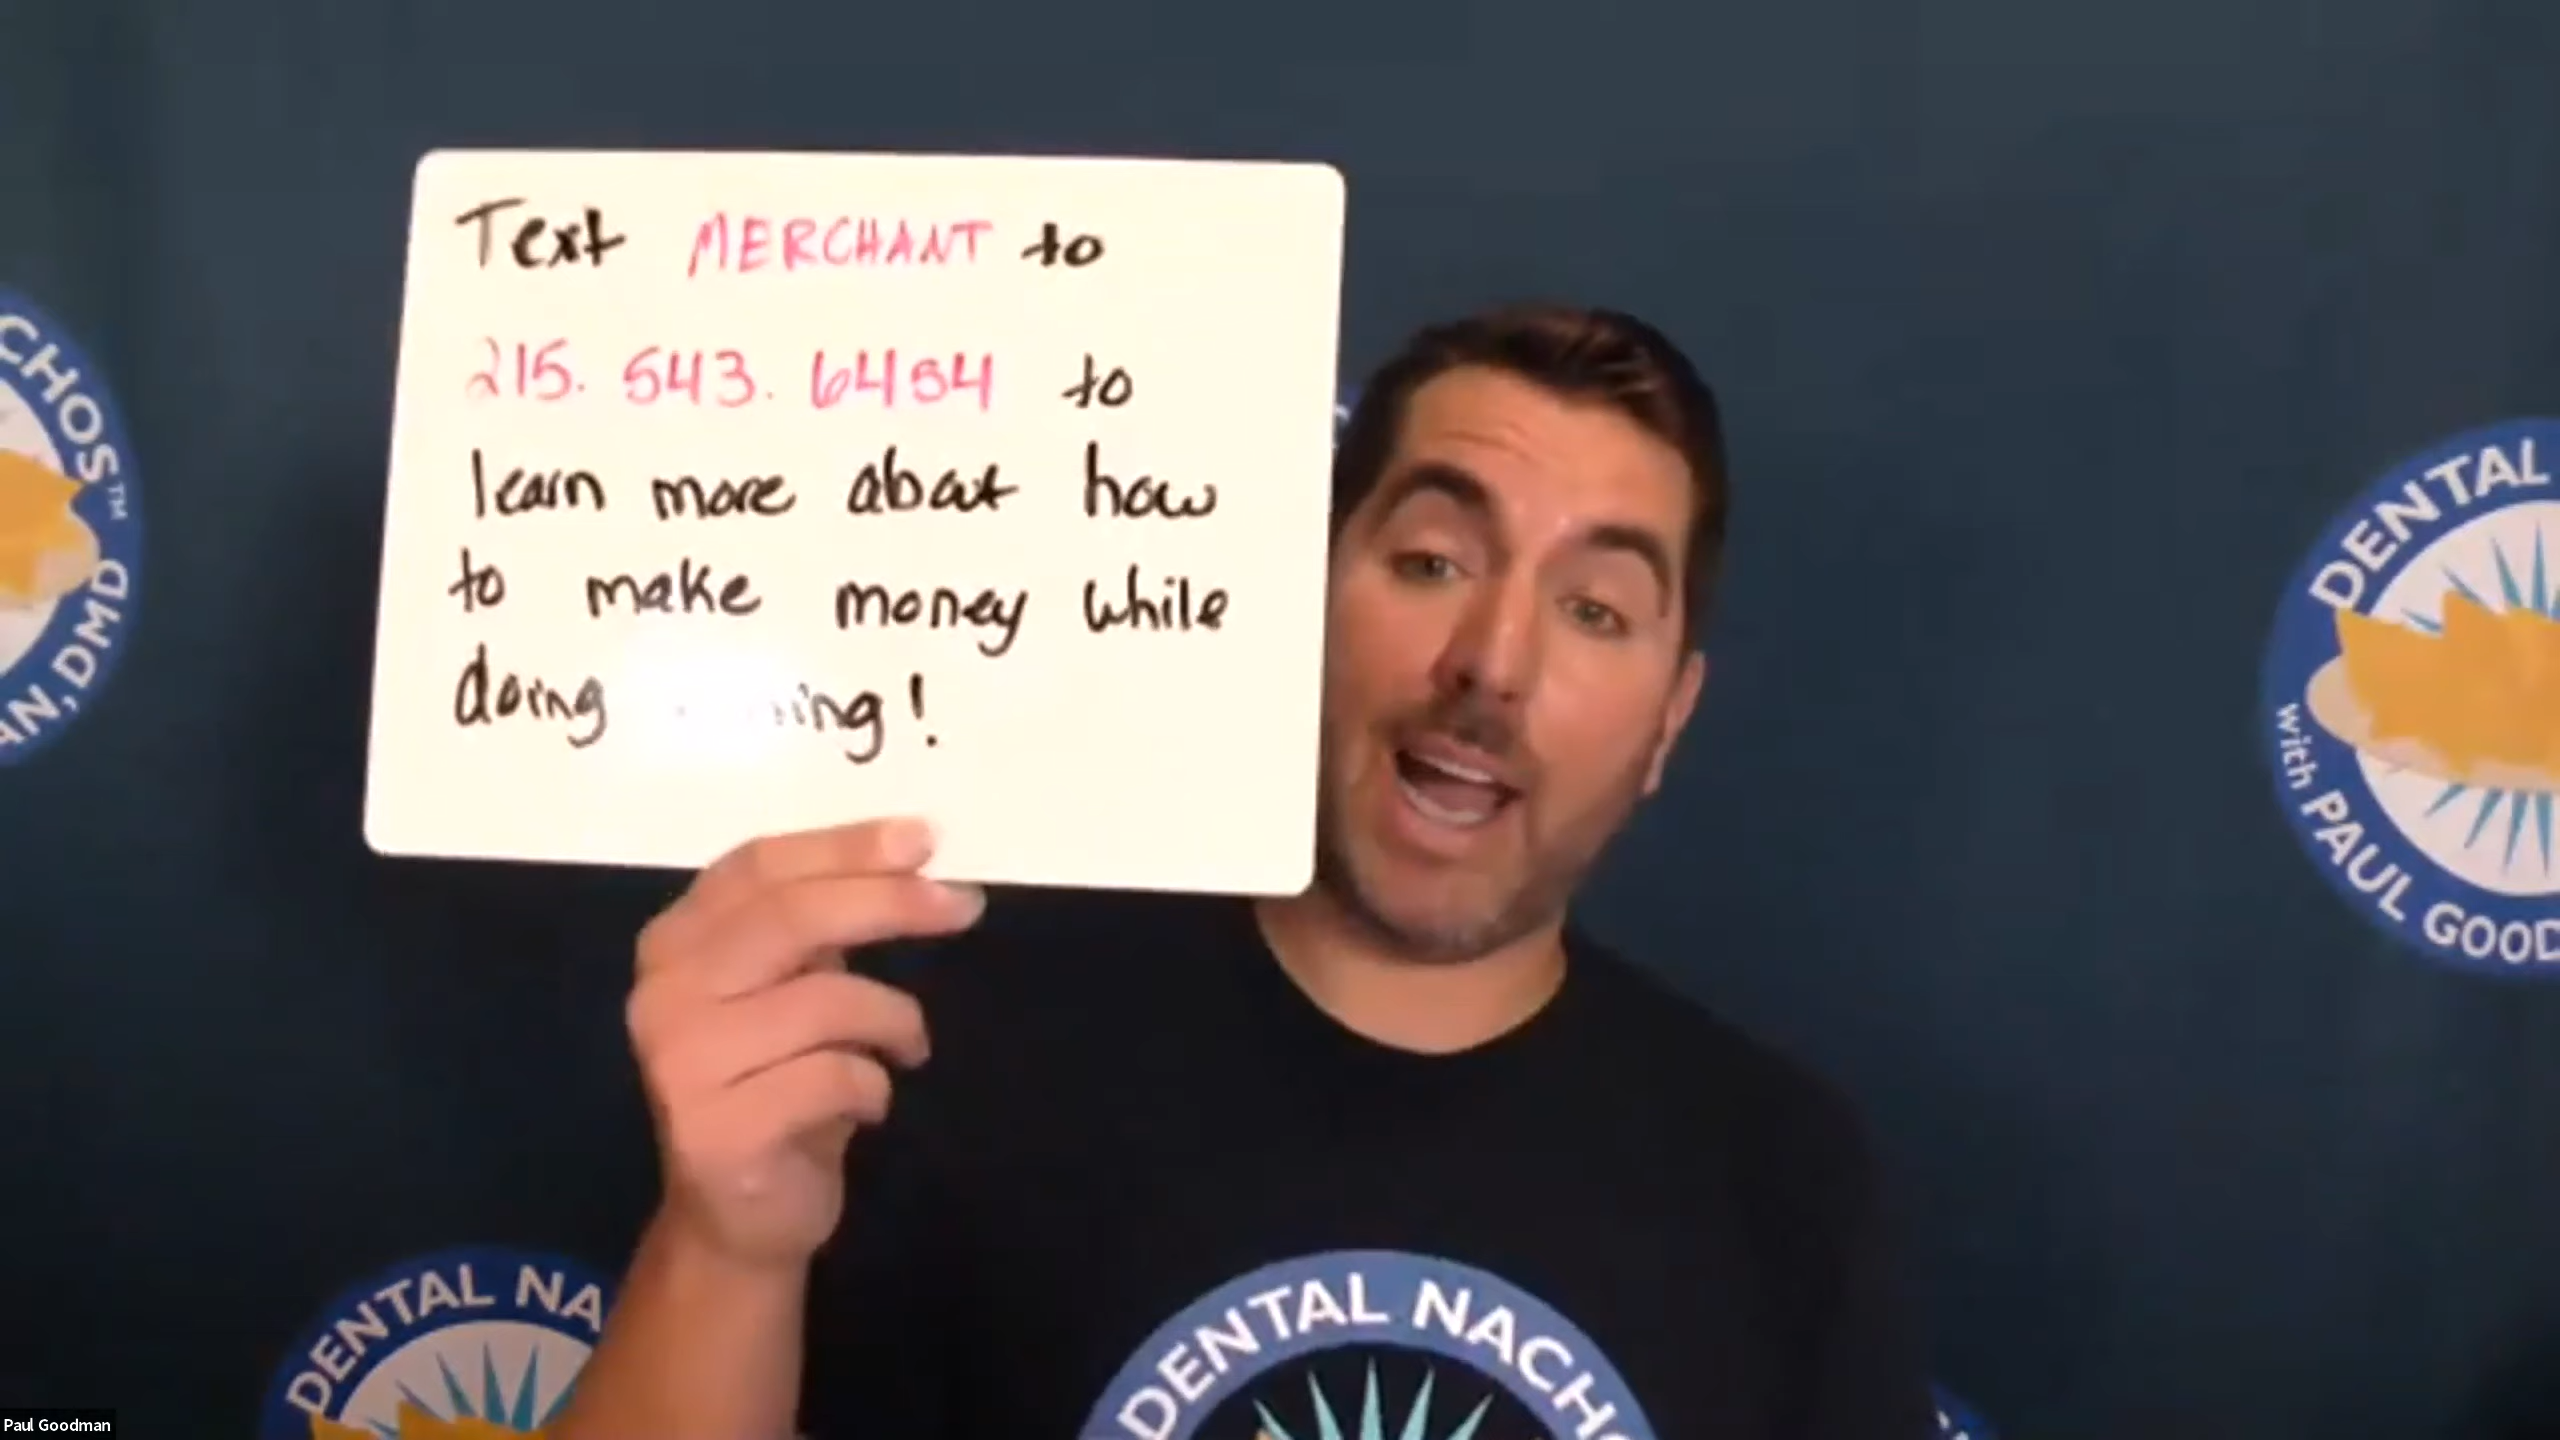 Text MERCHANT to
215. 543. 6454 to
learn more about how
to make money while
doing
CHOS™
AN, DMD
DENTAL
with PAUL GOOD
DENTAL NA
DENTAL NACHO
Paul Goodman